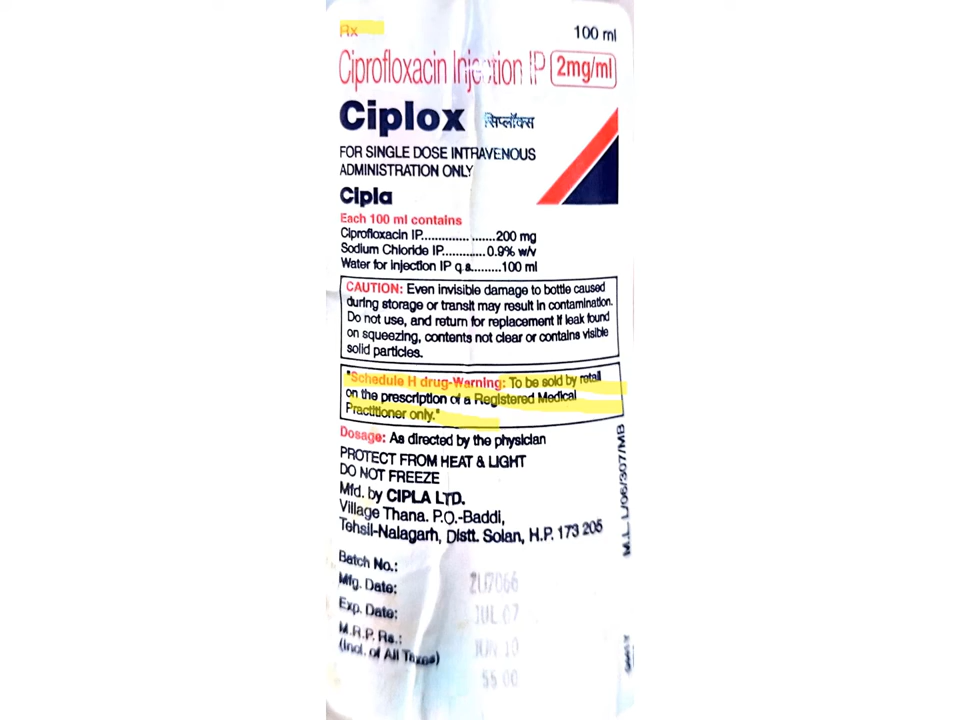 Rx
100 ml
Ciprofloxacin Injection IP 2mg/ml
Ciplox सिप्लॉक्स
FOR SINGLE DOSE INTRAVENOUS
ADMINISTRATION ONLY
Cipla
Each 100 ml contains
Ciprofloxacin IP.....................200 mg
Sodium Chloride IP.............0.9% w/v
Water for Injection IP q.s.........100 ml
CAUTION: Even invisible damage to bottle caused
during storage or transit may result in contamination.
Do not use, and return for replacement if leak found
on squeezing, contents not clear or contains visible
solid particles.
"Schedule H drug-Warning: To be sold by retail
on the prescription of a Registered Medical
Practitioner only."
Dosage: As directed by the physician
PROTECT FROM HEAT & LIGHT
DO NOT FREEZE
Mfd. by CIPLA LTD.
Village Thana. P.O.-Baddi,
Tehsil-Nalagarh, Distt. Solan, H.P. 173 205
M.L. L/06/307/MB
Batch No.:
Mfg. Date:
Exp. Date:
M.R.P. Rs.:
(Incl. of All Taxes)
JUL 07
JUN 10
55.00